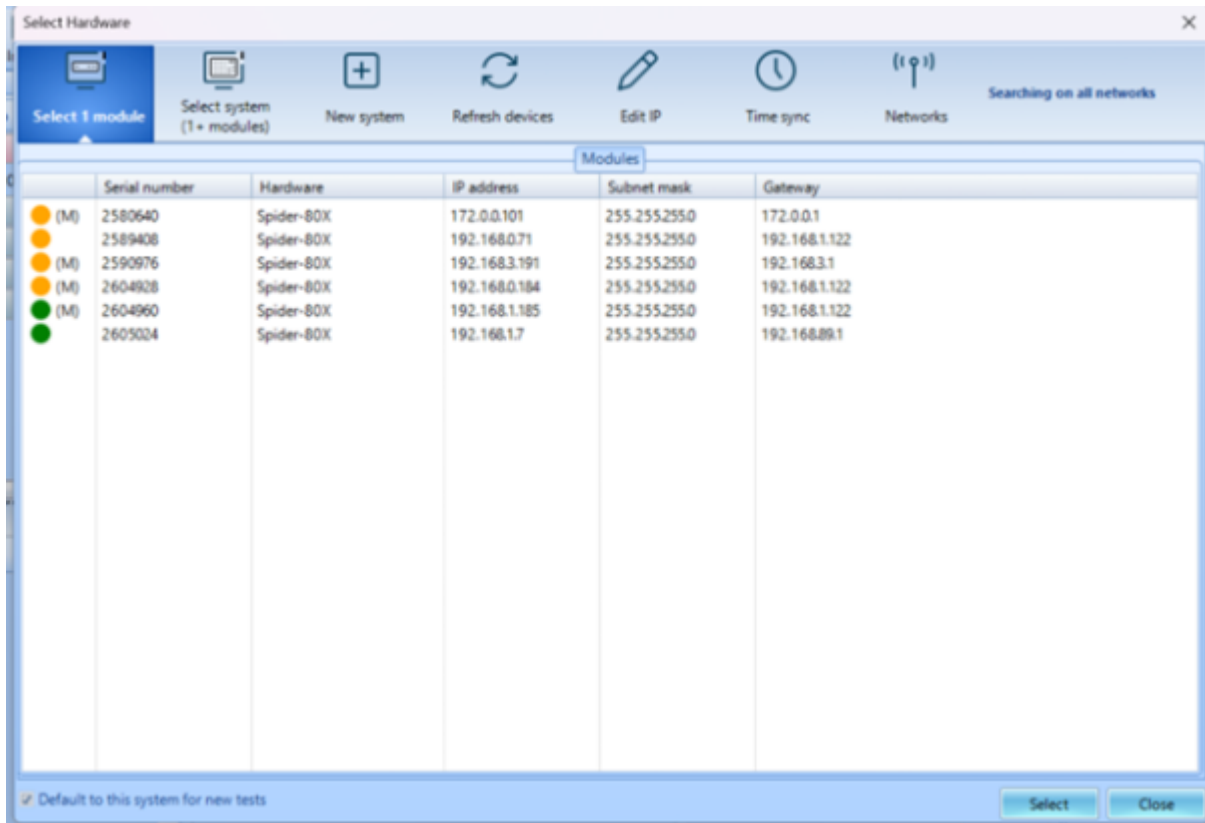 Select Hardware
Select 1 module
Select system
(1+ modules)
New system
Refresh devices
Edit IP
Time sync
Networks
Searching on all networks
Modules
Serial number Hardware IP address Subnet mask Gateway
(M) 2580640 Spider-80X 172.0.0.101 255.255.255.0 172.0.0.1
2589408 Spider-80X 192.168.0.71 255.255.255.0 192.168.1.122
(M) 2590976 Spider-80X 192.168.3.191 255.255.255.0 192.168.3.1
(M) 2604928 Spider-80X 192.168.0.184 255.255.255.0 192.168.1.122
(M) 2604960 Spider-80X 192.168.1.185 255.255.255.0 192.168.1.122
2605024 Spider-80X 192.168.1.7 255.255.255.0 192.168.89.1
Default to this system for new tests
Select
Close